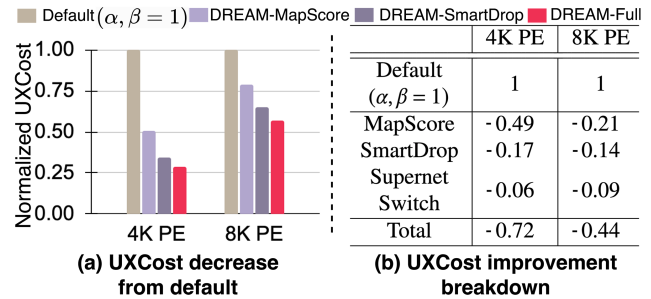 Default(α, β = 1) DREAM-MapScore DREAM-SmartDrop DREAM-Full
Normalized UXCost
1.00
0.75
0.50
0.25
0.00
4K PE 8K PE
(a) UXCost decrease
from default
4K PE 8K PE
Default
(α, β = 1) 1 1
MapScore -0.49 -0.21
SmartDrop -0.17 -0.14
Supernet
Switch -0.06 -0.09
Total -0.72 -0.44
(b) UXCost improvement
breakdown